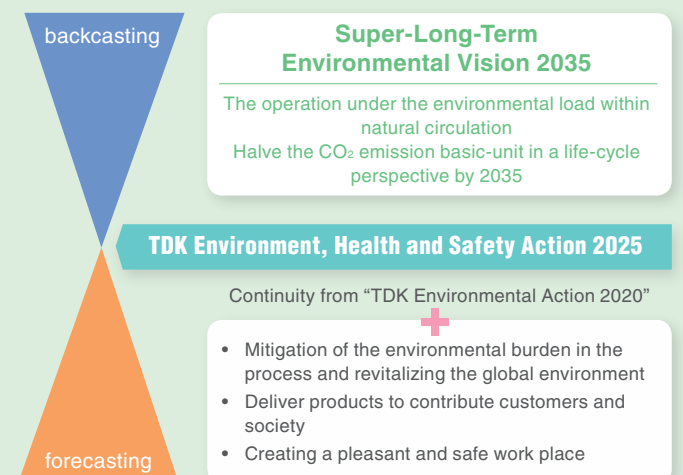 backcasting
Super-Long-Term
Environmental Vision 2035
The operation under the environmental load within
natural circulation
Halve the CO₂ emission basic-unit in a life-cycle
perspective by 2035
TDK Environment, Health and Safety Action 2025
Continuity from “TDK Environmental Action 2020”
• Mitigation of the environmental burden in the
process and revitalizing the global environment
• Deliver products to contribute customers and
society
• Creating a pleasant and safe work place
forecasting